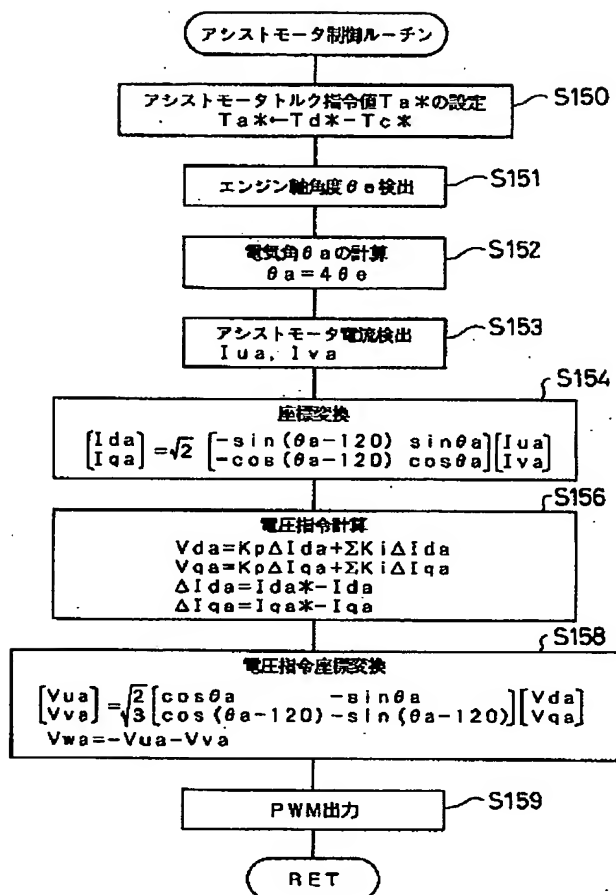 アシストモータ制御ルーチン
アシストモータトルク指令値Ta*の設定
Ta*←Td*-Tc*
S150
エンジン軸角度θe検出
S151
電気角θaの計算
θa=4θe
S152
アシストモータ電流検出
Iua, Iva
S153
S154
座標変換
[Ida]=√2 [-sin(θa-120) sinθa][Iua]
[Iqa] [-cos(θa-120) cosθa][Iva]
S156
電圧指令計算
Vda=KpΔIda+ΣKiΔIda
Vqa=KpΔIqa+ΣKiΔIqa
ΔIda=Ida*-Ida
ΔIqa=Iqa*-Iqa
S158
電圧指令座標変換
[Vua]=√2/3 [cosθa -sinθa][Vda]
[Vva] [cos(θa-120) -sin(θa-120)][Vqa]
Vwa=-Vua-Vva
PWM出力
S159
RET